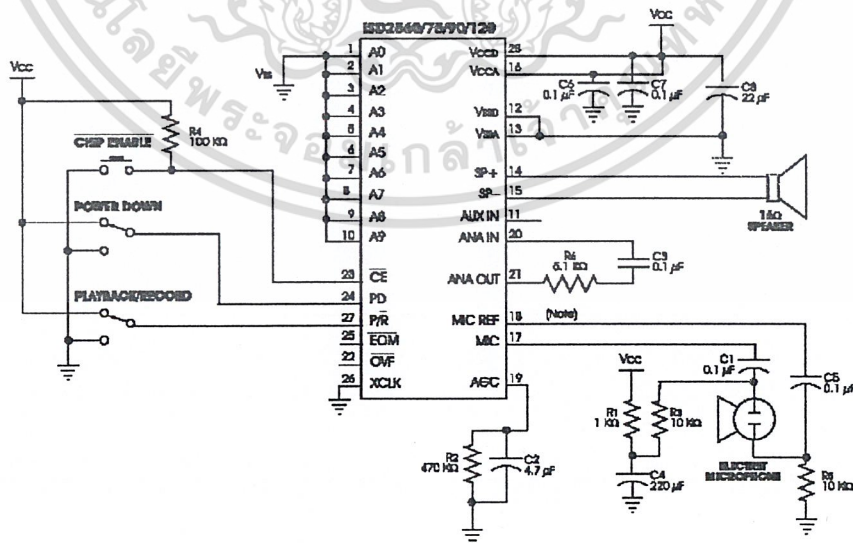 ISD2560/75/90/120
1 A0
2 A1
3 A2
4 A3
5 A4
6 A5
7 A6
8 A7
9 A8
10 A9
23 CE
24 PD
27 P/R
25 EOM
22 OVF
26 XCLK
VCCD 28
VCCA 16
VSSD 12
VSSA 13
SP+ 14
SP- 15
AUX IN 11
ANA IN 20
ANA OUT 21
MIC REF 18
MIC 17
AGC 19
VSS
VCC
R4
100 KΩ
CHIP ENABLE
POWER DOWN
PLAYBACK/RECORD
VCC
C6
0.1 µF
C7
0.1 µF
C8
22 µF
16Ω
SPEAKER
R6
5.1 KΩ
C3
0.1 µF
(Note)
VCC
R1
1 KΩ
R3
10 KΩ
C4
220 µF
C1
0.1 µF
C5
0.1 µF
ELECTRET
MICROPHONE
R5
10 KΩ
R2
470 KΩ
C2
4.7 µF